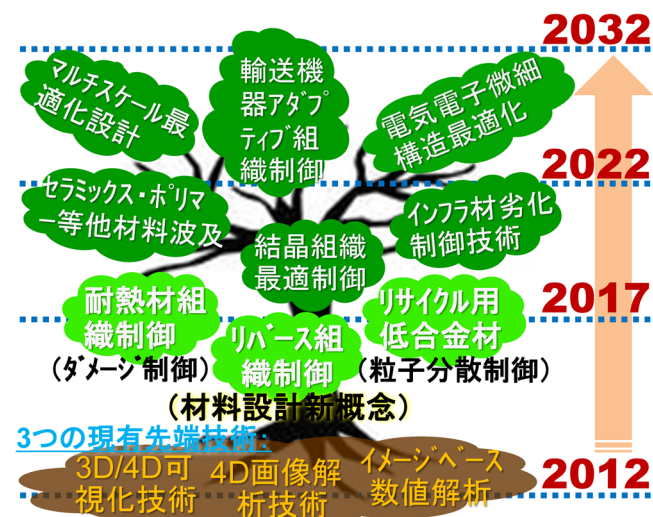 2032
マルチスケール最
適化設計
輸送機
器アダプ
ティブ組
織制御
電気電子微細
構造最適化
2022
セラミックス・ポリマ
ー等他材料波及
結晶組織
最適制御
インフラ材劣化
制御技術
2017
耐熱材組
織制御
(ダメージ制御)
リバース組
織制御
(材料設計新概念)
リサイクル用
低合金材
(粒子分散制御)
3つの現有先端技術:
3D/4D可
視化技術
4D画像解
析技術
イメージベース
数値解析
2012